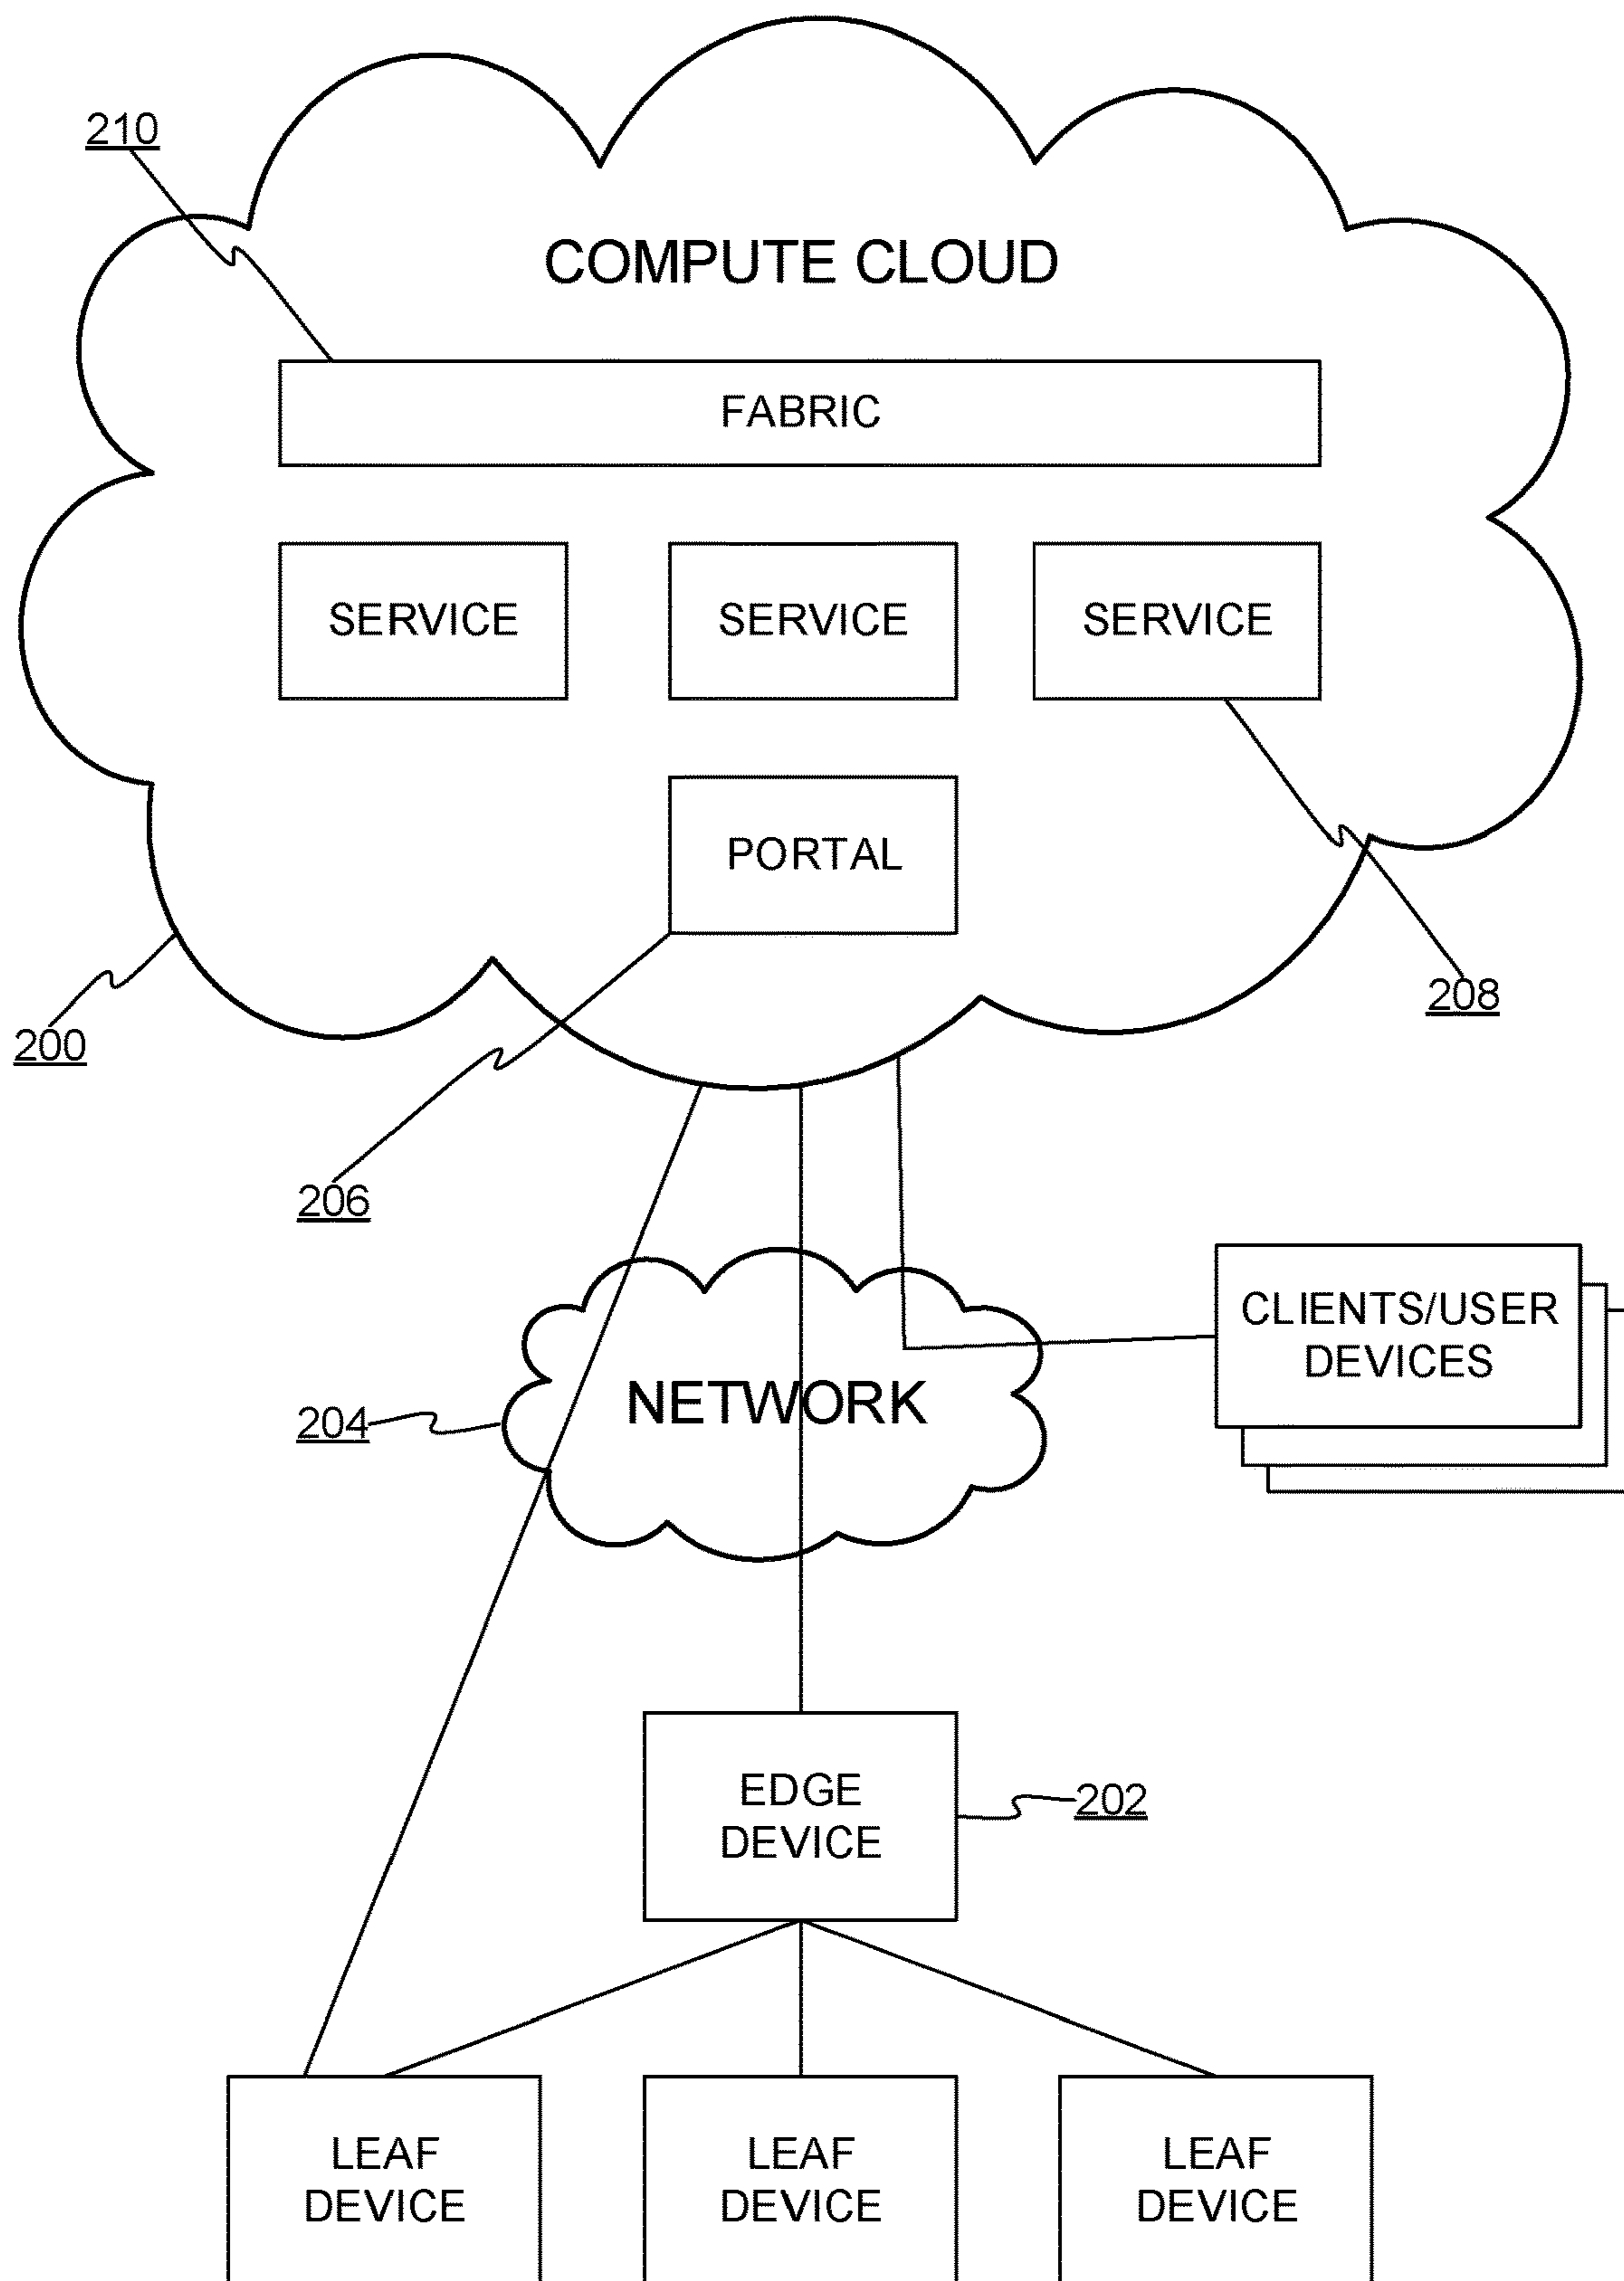 210
COMPUTE CLOUD
FABRIC
SERVICE
SERVICE
SERVICE
PORTAL
208
200
206
CLIENTS/USER
DEVICES
NETWORK
204
EDGE
DEVICE
202
LEAF
DEVICE
LEAF
DEVICE
LEAF
DEVICE